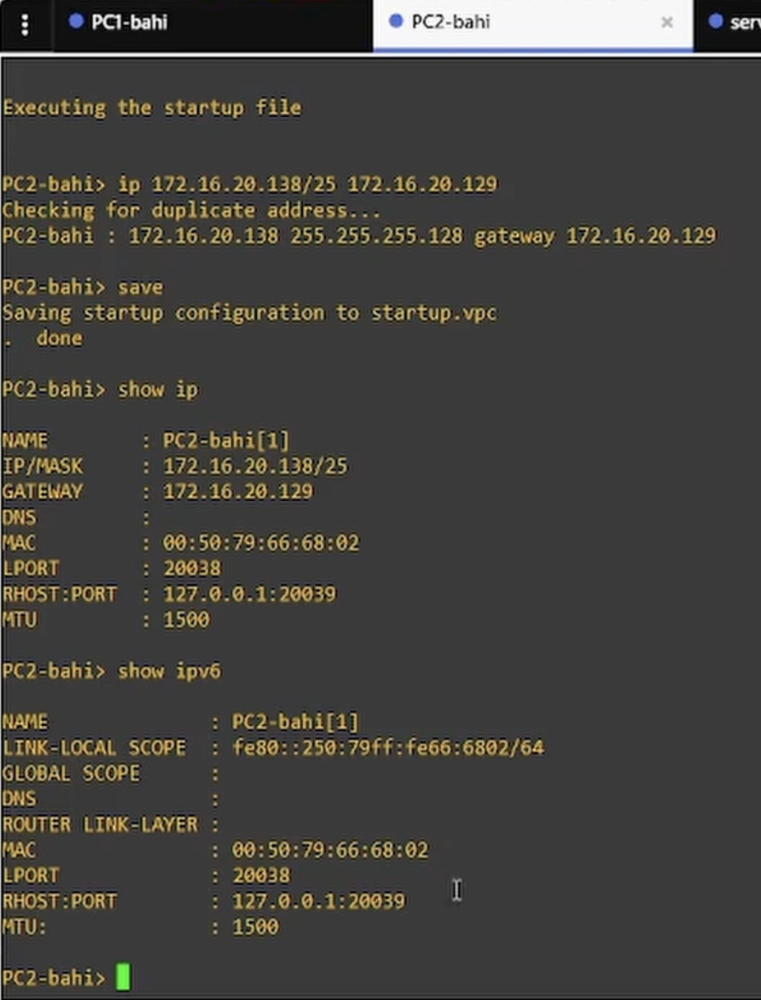 PC1-bahi
PC2-bahi
serv
Executing the startup file
PC2-bahi> ip 172.16.20.138/25 172.16.20.129
Checking for duplicate address...
PC2-bahi : 172.16.20.138 255.255.255.128 gateway 172.16.20.129
PC2-bahi> save
Saving startup configuration to startup.vpc
.  done
PC2-bahi> show ip
NAME        : PC2-bahi[1]
IP/MASK     : 172.16.20.138/25
GATEWAY     : 172.16.20.129
DNS         :
MAC         : 00:50:79:66:68:02
LPORT       : 20038
RHOST:PORT  : 127.0.0.1:20039
MTU         : 1500
PC2-bahi> show ipv6
NAME              : PC2-bahi[1]
LINK-LOCAL SCOPE  : fe80::250:79ff:fe66:6802/64
GLOBAL SCOPE      :
DNS               :
ROUTER LINK-LAYER :
MAC               : 00:50:79:66:68:02
LPORT             : 20038
RHOST:PORT        : 127.0.0.1:20039
MTU:              : 1500
PC2-bahi>